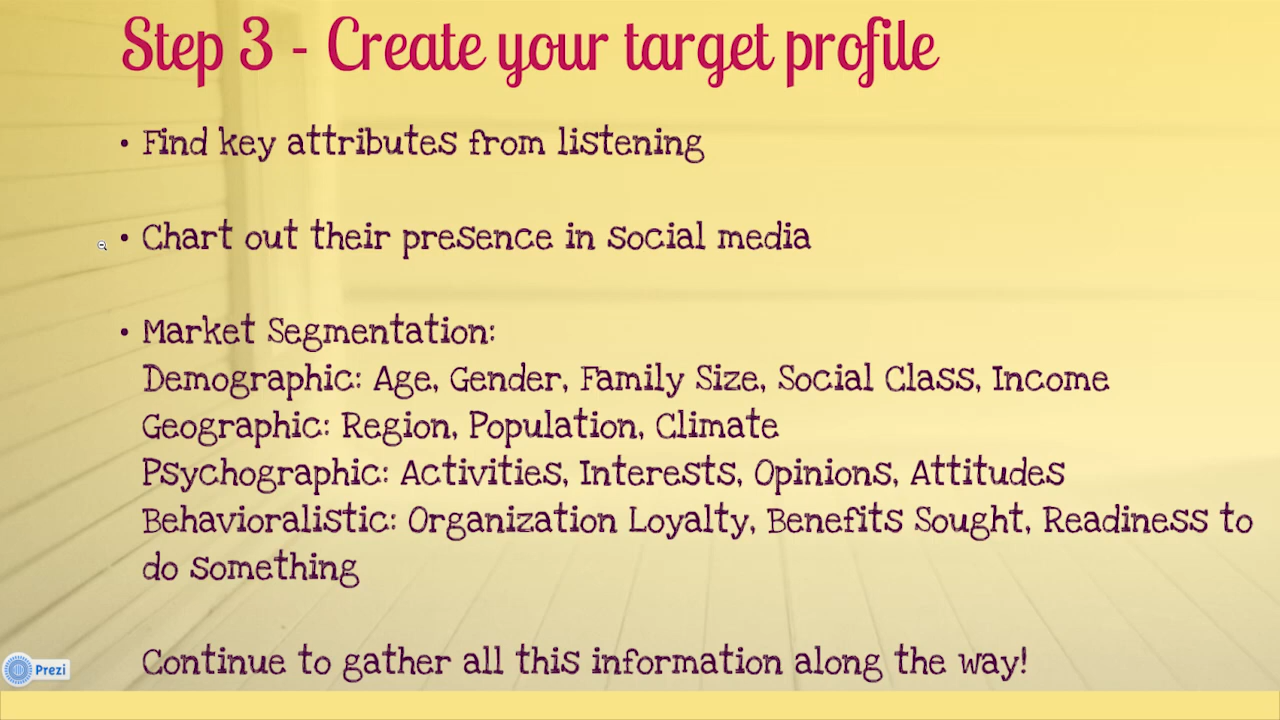 Step 3 - Create your target profile
• Find key attributes from listening
• Chart out their presence in social media
• Market Segmentation:
Demographic: Age, Gender, Family Size, Social Class, Income
Geographic: Region, Population, Climate
Psychographic: Activities, Interests, Opinions, Attitudes
Behavioralistic: Organization Loyalty, Benefits Sought, Readiness to
do something
Continue to gather all this information along the way!
Prezi